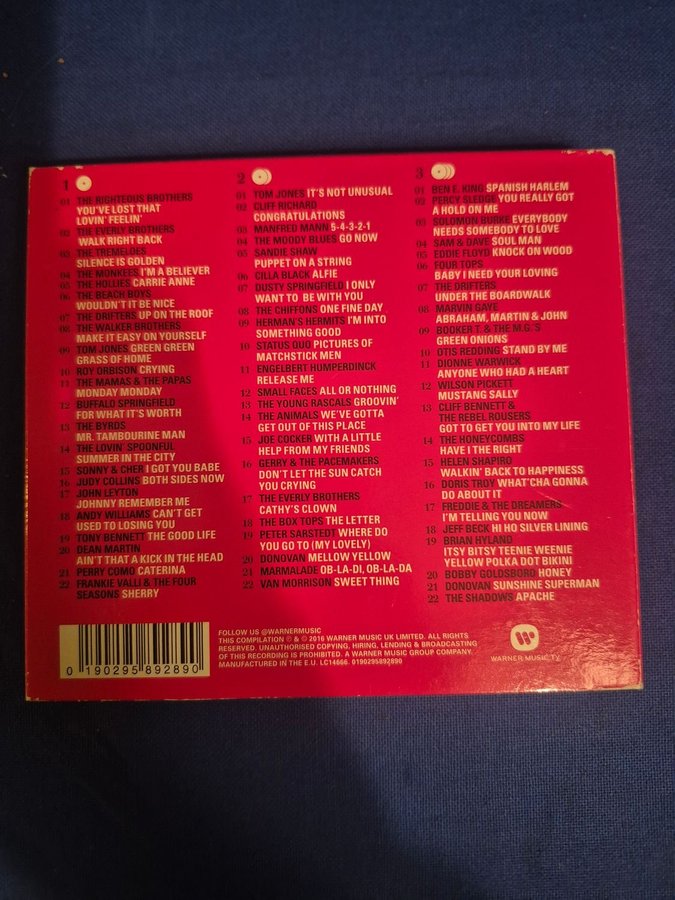 1
01 THE RIGHTEOUS BROTHERS
YOU'VE LOST THAT
LOVIN' FEELIN'
02 THE EVERLY BROTHERS
WALK RIGHT BACK
03 THE TREMELOES
SILENCE IS GOLDEN
04 THE MONKEES I'M A BELIEVER
05 THE HOLLIES CARRIE ANNE
06 THE BEACH BOYS
WOULDN'T IT BE NICE
07 THE DRIFTERS UP ON THE ROOF
08 THE WALKER BROTHERS
MAKE IT EASY ON YOURSELF
09 TOM JONES GREEN GREEN
GRASS OF HOME
10 ROY ORBISON CRYING
11 THE MAMAS & THE PAPAS
MONDAY MONDAY
12 BUFFALO SPRINGFIELD
FOR WHAT IT'S WORTH
13 THE BYRDS
MR. TAMBOURINE MAN
14 THE LOVIN' SPOONFUL
SUMMER IN THE CITY
15 SONNY & CHER I GOT YOU BABE
16 JUDY COLLINS BOTH SIDES NOW
17 JOHN LEYTON
JOHNNY REMEMBER ME
18 ANDY WILLIAMS CAN'T GET
USED TO LOSING YOU
19 TONY BENNETT THE GOOD LIFE
20 DEAN MARTIN
AIN'T THAT A KICK IN THE HEAD
21 PERRY COMO CATERINA
22 FRANKIE VALLI & THE FOUR
SEASONS SHERRY
2
01 TOM JONES IT'S NOT UNUSUAL
02 CLIFF RICHARD
CONGRATULATIONS
03 MANFRED MANN 5-4-3-2-1
04 THE MOODY BLUES GO NOW
05 SANDIE SHAW
PUPPET ON A STRING
06 CILLA BLACK ALFIE
07 DUSTY SPRINGFIELD I ONLY
WANT TO BE WITH YOU
08 THE CHIFFONS ONE FINE DAY
09 HERMAN'S HERMITS I'M INTO
SOMETHING GOOD
10 STATUS QUO PICTURES OF
MATCHSTICK MEN
11 ENGELBERT HUMPERDINCK
RELEASE ME
12 SMALL FACES ALL OR NOTHING
13 THE YOUNG RASCALS GROOVIN'
14 THE ANIMALS WE'VE GOTTA
GET OUT OF THIS PLACE
15 JOE COCKER WITH A LITTLE
HELP FROM MY FRIENDS
16 GERRY & THE PACEMAKERS
DON'T LET THE SUN CATCH
YOU CRYING
17 THE EVERLY BROTHERS
CATHY'S CLOWN
18 THE BOX TOPS THE LETTER
19 PETER SARSTEDT WHERE DO
YOU GO TO (MY LOVELY)
20 DONOVAN MELLOW YELLOW
21 MARMALADE OB-LA-DI, OB-LA-DA
22 VAN MORRISON SWEET THING
3
01 BEN E. KING SPANISH HARLEM
02 PERCY SLEDGE YOU REALLY GOT
A HOLD ON ME
03 SOLOMON BURKE EVERYBODY
NEEDS SOMEBODY TO LOVE
04 SAM & DAVE SOUL MAN
05 EDDIE FLOYD KNOCK ON WOOD
06 FOUR TOPS
BABY I NEED YOUR LOVING
07 THE DRIFTERS
UNDER THE BOARDWALK
08 MARVIN GAYE
ABRAHAM, MARTIN & JOHN
09 BOOKER T. & THE M.G.'S
GREEN ONIONS
10 OTIS REDDING STAND BY ME
11 DIONNE WARWICK
ANYONE WHO HAD A HEART
12 WILSON PICKETT
MUSTANG SALLY
13 CLIFF BENNETT &
THE REBEL ROUSERS
GOT TO GET YOU INTO MY LIFE
14 THE HONEYCOMBS
HAVE I THE RIGHT
15 HELEN SHAPIRO
WALKIN' BACK TO HAPPINESS
16 DORIS TROY WHAT'CHA GONNA
DO ABOUT IT
17 FREDDIE & THE DREAMERS
I'M TELLING YOU NOW
18 JEFF BECK HI HO SILVER LINING
19 BRIAN HYLAND
ITSY BITSY TEENIE WEENIE
YELLOW POLKA DOT BIKINI
20 BOBBY GOLDSBORO HONEY
21 DONOVAN SUNSHINE SUPERMAN
22 THE SHADOWS APACHE
0 190295 892890
FOLLOW US @WARNERMUSIC
THIS COMPILATION ℗ & © 2016 WARNER MUSIC UK LIMITED. ALL RIGHTS
RESERVED. UNAUTHORISED COPYING, HIRING, LENDING & BROADCASTING
OF THIS RECORDING IS PROHIBITED. A WARNER MUSIC GROUP COMPANY.
MANUFACTURED IN THE E.U. LC14666. 0190295892890
WARNER MUSIC TV